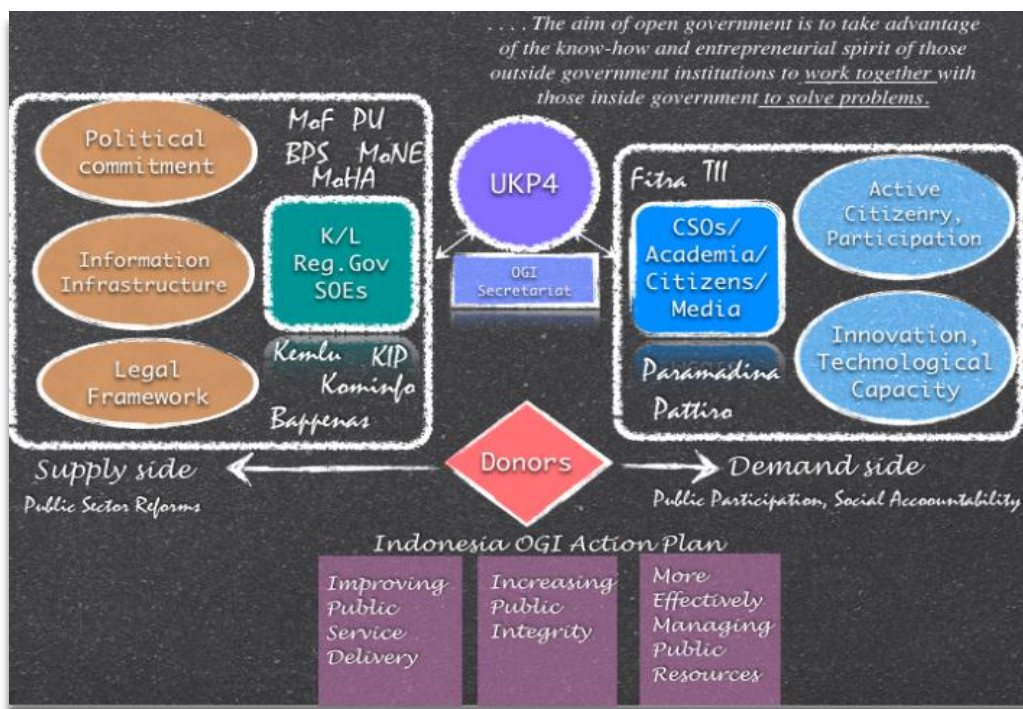 . . . . The aim of open government is to take advantage
of the know-how and entrepreneurial spirit of those
outside government institutions to work together with
those inside government to solve problems.
Political
commitment
Information
Infrastructure
Legal
Framework
MoF PU
BPS MoNE
MoHA
K/L
Reg.Gov
SOEs
Kemlu KIP
Kominfo
Bappenas
UKP4
OGI
Secretariat
Fitra TII
CSOs/
Academia/
Citizens/
Media
Paramadina
Pattiro
Active
Citizenry,
Participation
Innovation,
Technological
Capacity
Supply side
Public Sector Reforms
Donors
Demand side
Public Participation, Social Accoountability
Indonesia OGI Action Plan
Improving
Public
Service
Delivery
Increasing
Public
Integrity
More
Effectively
Managing
Public
Resources